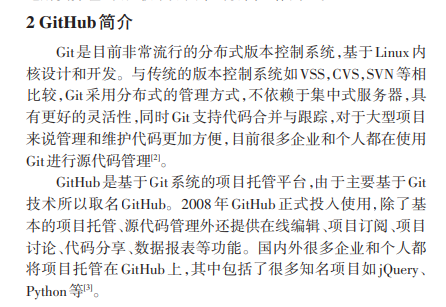 2 GitHub简介
Git是目前非常流行的分布式版本控制系统,基于Linux内
核设计和开发。与传统的版本控制系统如VSS,CVS,SVN等相
比较,Git采用分布式的管理方式,不依赖于集中式服务器,具
有更好的灵活性,同时Git支持代码合并与跟踪,对于大型项目
来说管理和维护代码更加方便,目前很多企业和个人都在使用
Git进行源代码管理[2]。
GitHub是基于Git系统的项目托管平台,由于主要基于Git
技术所以取名GitHub。2008年GitHub正式投入使用,除了基
本的项目托管、源代码管理外还提供在线编辑、项目订阅、项目
讨论、代码分享、数据报表等功能。国内外很多企业和个人都
将项目托管在GitHub上,其中包括了很多知名项目如jQuery、
Python等[3]。